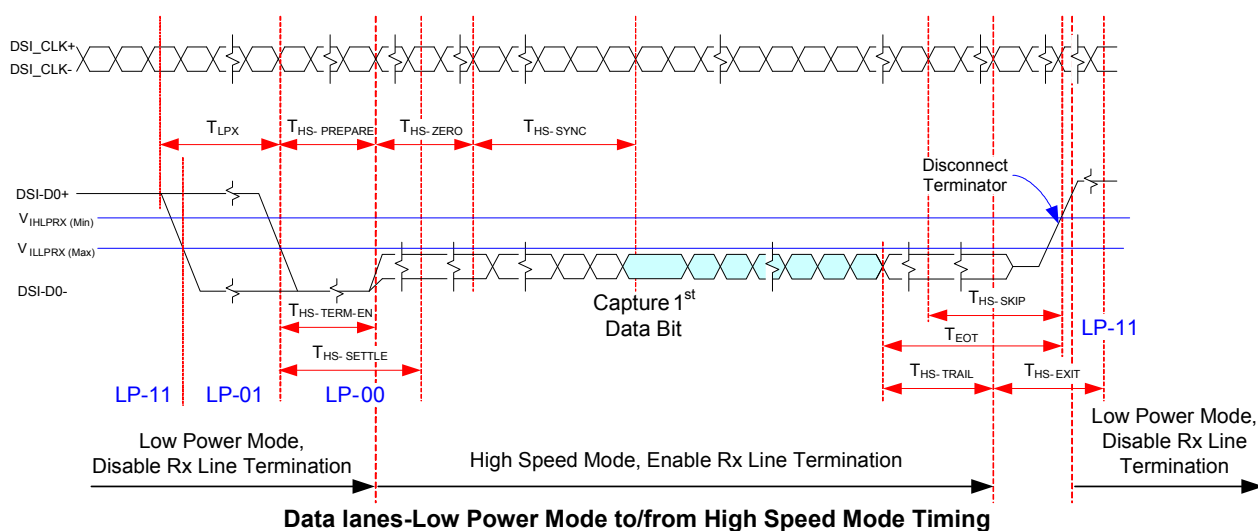 DSI_CLK+
DSI_CLK-
TLPX
THS-PREPARE
THS-ZERO
THS-SYNC
Disconnect
Terminator
DSI-D0+
VIHLPRX (Min)
VILLPRX (Max)
DSI-D0-
Capture 1st
Data Bit
THS-TERM-EN
THS-SKIP
TEOT
LP-11
THS-SETTLE
THS-TRAIL
THS-EXIT
LP-11
LP-01
LP-00
Low Power Mode,
Disable Rx Line Termination
High Speed Mode, Enable Rx Line Termination
Low Power Mode,
Disable Rx Line
Termination
Data lanes-Low Power Mode to/from High Speed Mode Timing